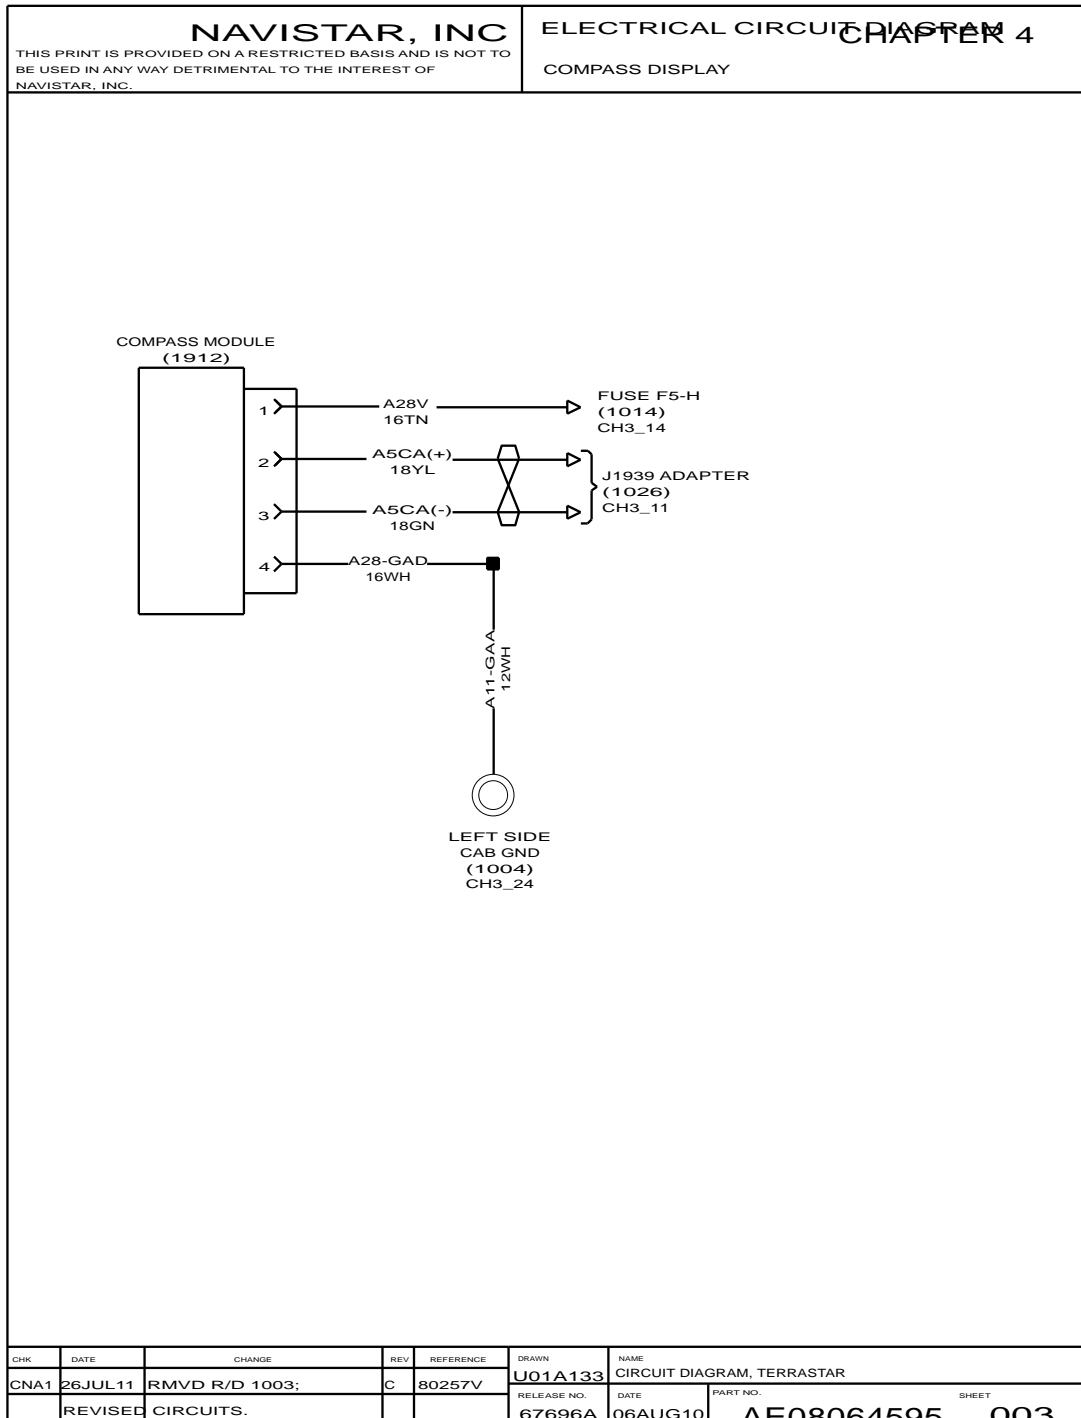 NAVISTAR, INC
THIS PRINT IS PROVIDED ON A RESTRICTED BASIS AND IS NOT TO
BE USED IN ANY WAY DETRIMENTAL TO THE INTEREST OF
NAVISTAR, INC.
ELECTRICAL CIRCUIT DIAGRAM
CHAPTER 4
COMPASS DISPLAY
COMPASS MODULE
(1912)
1
A28V
16TN
FUSE F5-H
(1014)
CH3_14
2
A5CA(+)
18YL
J1939 ADAPTER
(1026)
CH3_11
3
A5CA(-)
18GN
4
A28-GAD
16WH
A11-GAA
12WH
LEFT SIDE
CAB GND
(1004)
CH3_24
CHK DATE CHANGE REV REFERENCE
CNA1 26JUL11 RMVD R/D 1003; C 80257V
REVISED CIRCUITS.
DRAWN
U01A133
NAME
CIRCUIT DIAGRAM, TERRASTAR
RELEASE NO.
67696A
DATE
06AUG10
PART NO.
AE08064595
SHEET
003